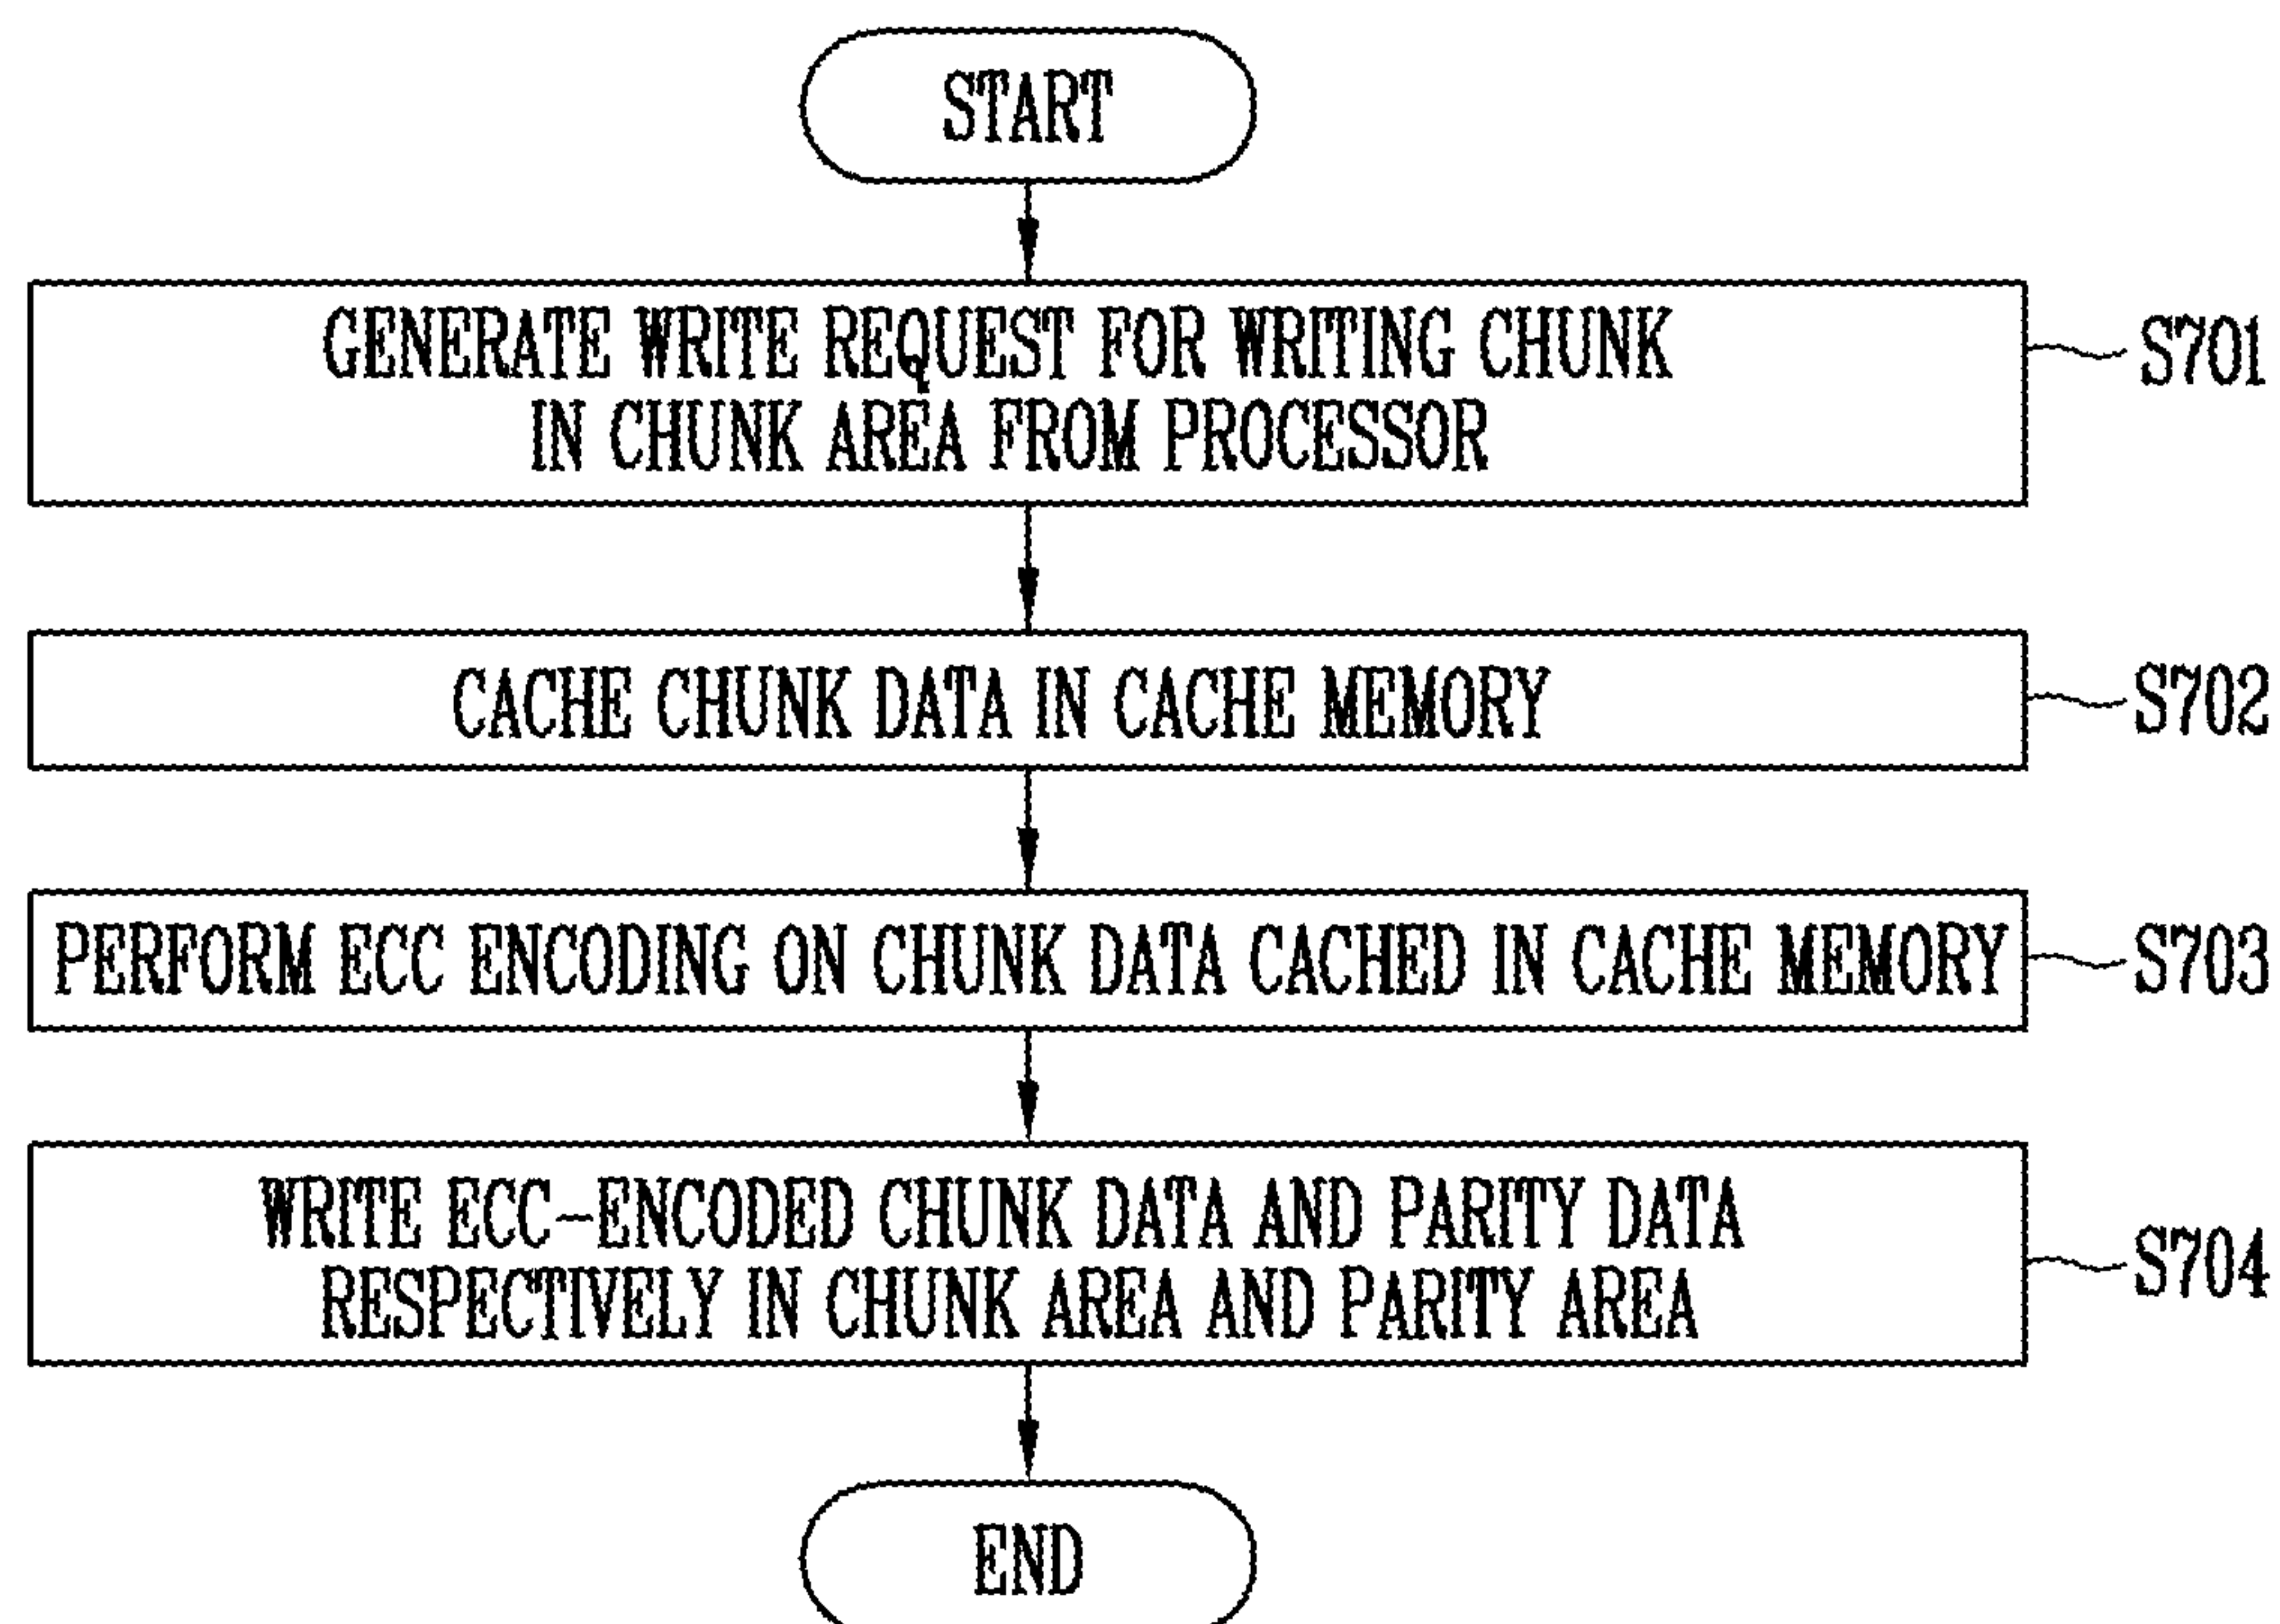 START
GENERATE WRITE REQUEST FOR WRITING CHUNK
IN CHUNK AREA FROM PROCESSOR
S701
CACHE CHUNK DATA IN CACHE MEMORY
S702
PERFORM ECC ENCODING ON CHUNK DATA CACHED IN CACHE MEMORY
S703
WRITE ECC-ENCODED CHUNK DATA AND PARITY DATA
RESPECTIVELY IN CHUNK AREA AND PARITY AREA
S704
END